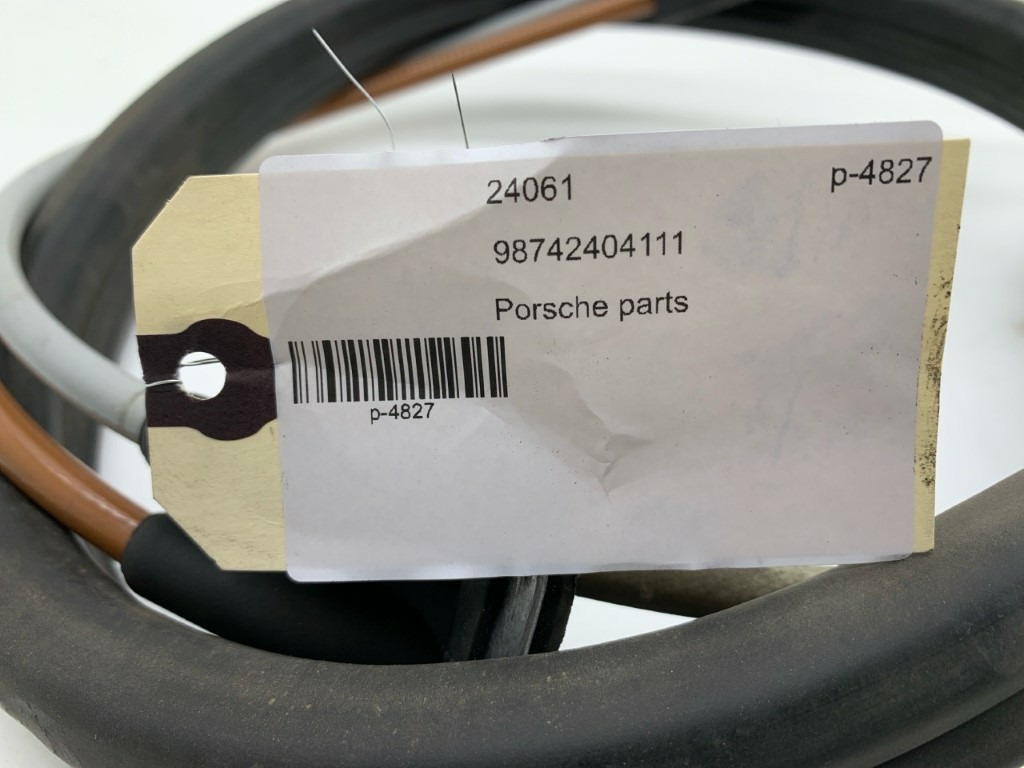 24061 p-4827
98742404111
Porsche parts
p-4827